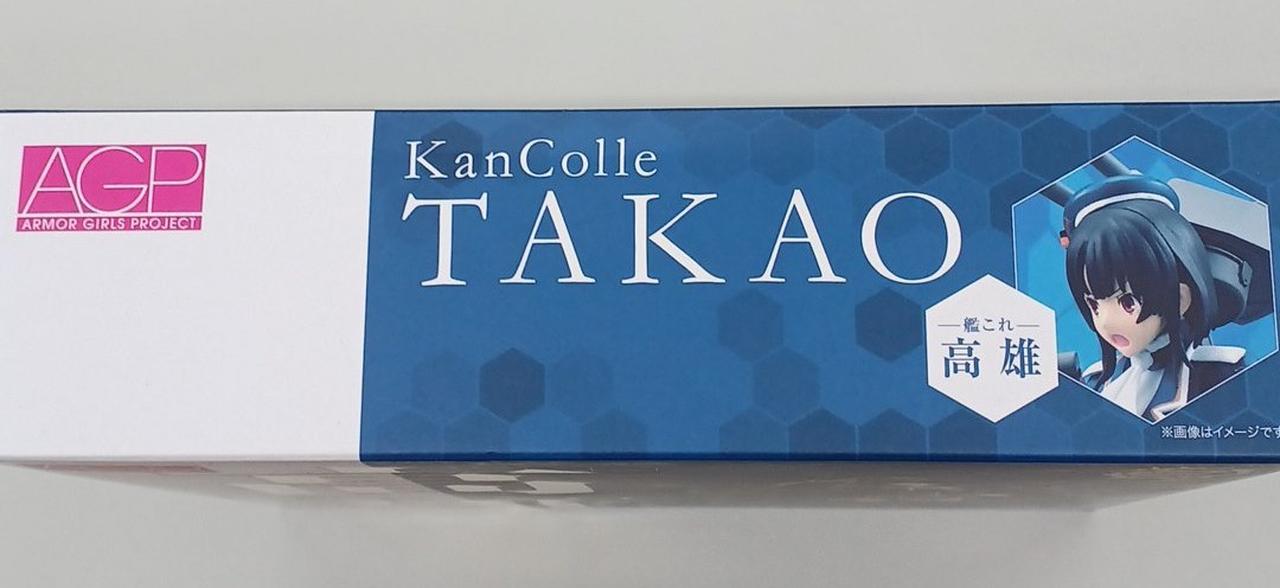 AGP
ARMOR GIRLS PROJECT
KanColle
TAKAO
艦これ
高雄
※画像はイメージです